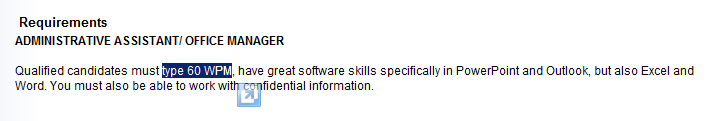 Requirements
ADMINISTRATIVE ASSISTANT/ OFFICE MANAGER
Qualified candidates must type 60 WPM, have great software skills specifically in PowerPoint and Outlook, but also Excel and
Word. You must also be able to work with confidential information.